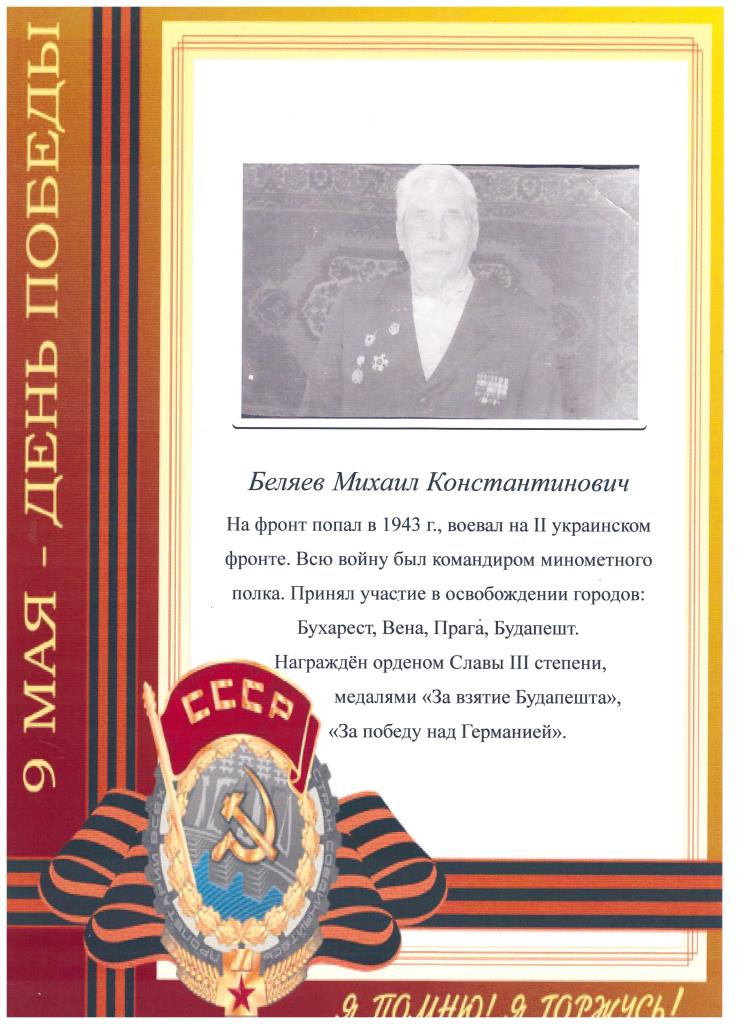 9 МАЯ - ДЕНЬ ПОБЕДЫ
Беляев Михаил Константинович
На фронт попал в 1943 г., воевал на II украинском
фронте. Всю войну был командиром минометного
полка. Принял участие в освобождении городов:
Бухарест, Вена, Прага, Будапешт.
Награждён орденом Славы III степени,
медалями «За взятие Будапешта»,
«За победу над Германией».
СССР
Я ПОМНЮ! Я ГОРЖУСЬ!